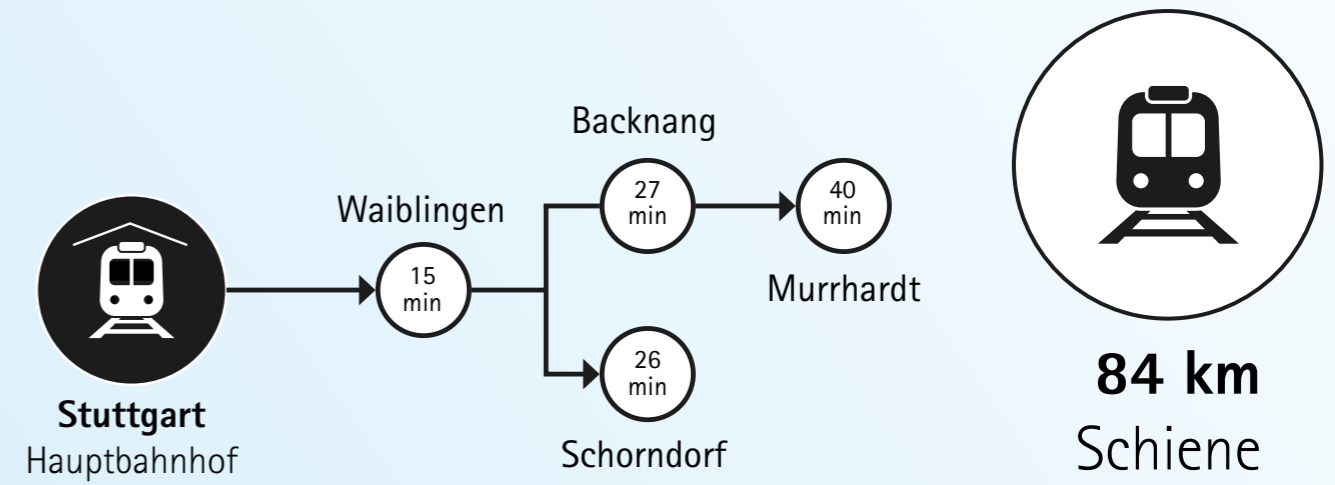 Backnang
27
min
40
min
Waiblingen
15
min
Murrhardt
26
min
Schorndorf
Stuttgart
Hauptbahnhof
84 km
Schiene